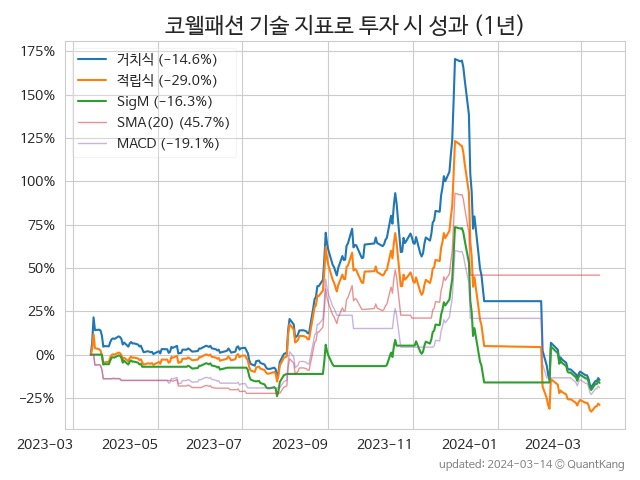 코웰패션 기술 지표로 투자 시 성과 (1년)
175%
150%
125%
100%
75%
50%
25%
0%
−25%
거치식 (−14.6%)
적립식 (−29.0%)
SigM (−16.3%)
SMA(20) (45.7%)
MACD (−19.1%)
2023-03 2023-05 2023-07 2023-09 2023-11 2024-01 2024-03
updated: 2024-03-14 © QuantKang